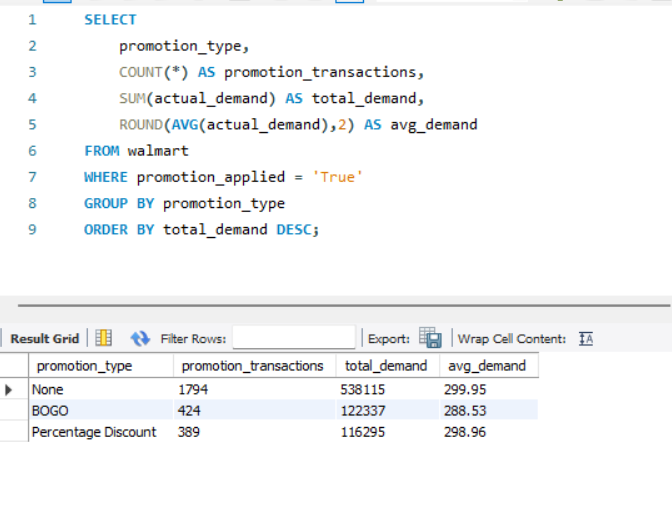 1 SELECT
2 promotion_type,
3 COUNT(*) AS promotion_transactions,
4 SUM(actual_demand) AS total_demand,
5 ROUND(AVG(actual_demand),2) AS avg_demand
6 FROM walmart
7 WHERE promotion_applied = 'True'
8 GROUP BY promotion_type
9 ORDER BY total_demand DESC;
Result Grid Filter Rows: Export: Wrap Cell Content:
promotion_type promotion_transactions total_demand avg_demand
None 1794 538115 299.95
BOGO 424 122337 288.53
Percentage Discount 389 116295 298.96